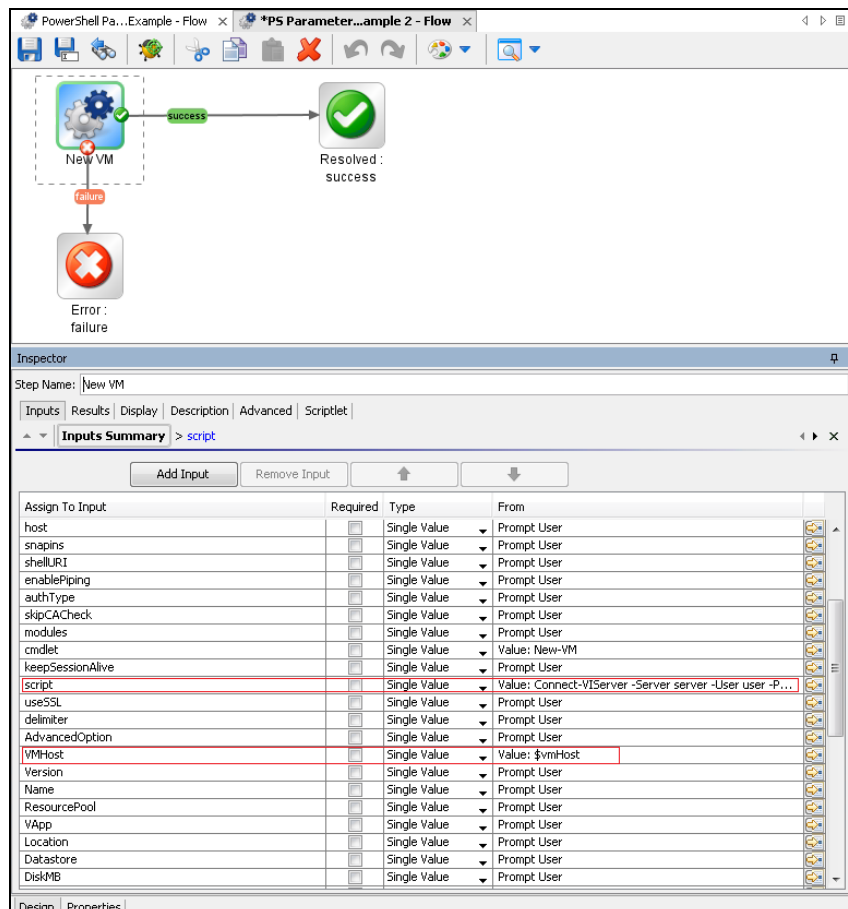 PowerShell Pa...Example - Flow
*PS Parameter...ample 2 - Flow
success
New VM
Resolved :
success
failure
Error :
failure
Inspector
Step Name: New VM
Inputs Results Display Description Advanced Scriptlet
Inputs Summary > script
Add Input Remove Input
Assign To Input Required Type From
host Single Value Prompt User
snapins Single Value Prompt User
shellURI Single Value Prompt User
enablePiping Single Value Prompt User
authType Single Value Prompt User
skipCACheck Single Value Prompt User
modules Single Value Prompt User
cmdlet Single Value Value: New-VM
keepSessionAlive Single Value Prompt User
script Single Value Value: Connect-VIServer -Server server -User user -P...
useSSL Single Value Prompt User
delimiter Single Value Prompt User
AdvancedOption Single Value Prompt User
VMHost Single Value Value: $vmHost
Version Single Value Prompt User
Name Single Value Prompt User
ResourcePool Single Value Prompt User
VApp Single Value Prompt User
Location Single Value Prompt User
Datastore Single Value Prompt User
DiskMB Single Value Prompt User
Design Properties